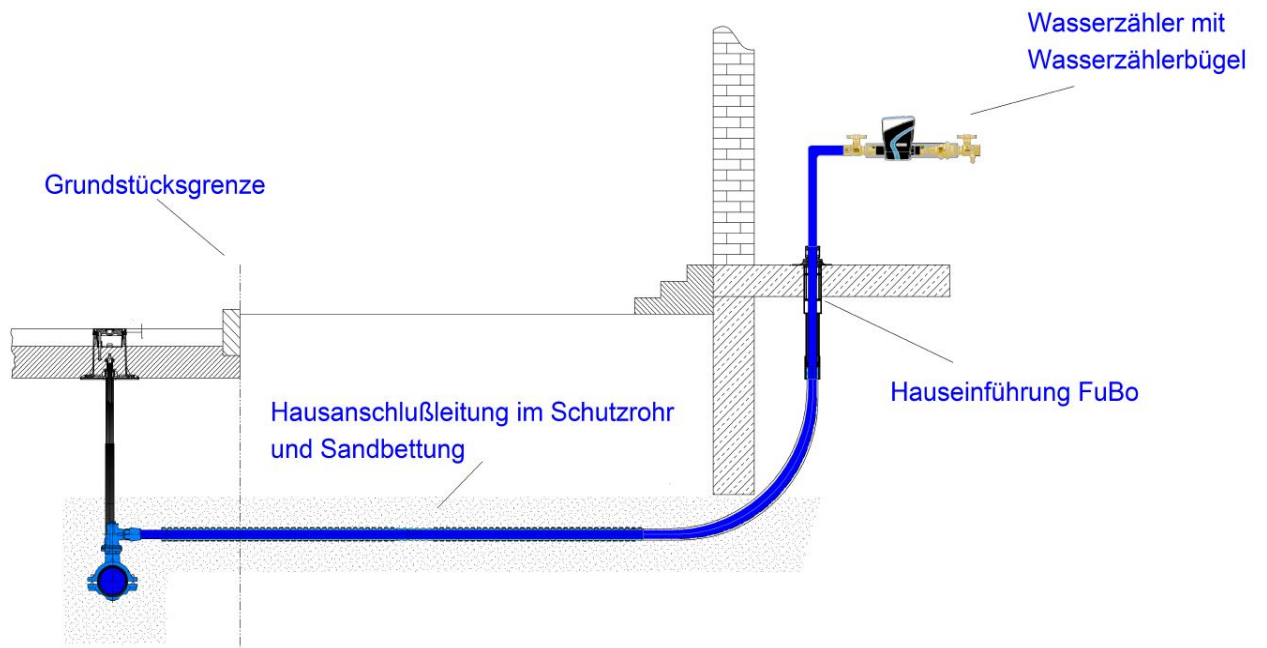 Wasserzähler mit
Wasserzählerbügel
Grundstücksgrenze
Hauseinführung FuBo
Hausanschlußleitung im Schutzrohr
und Sandbettung